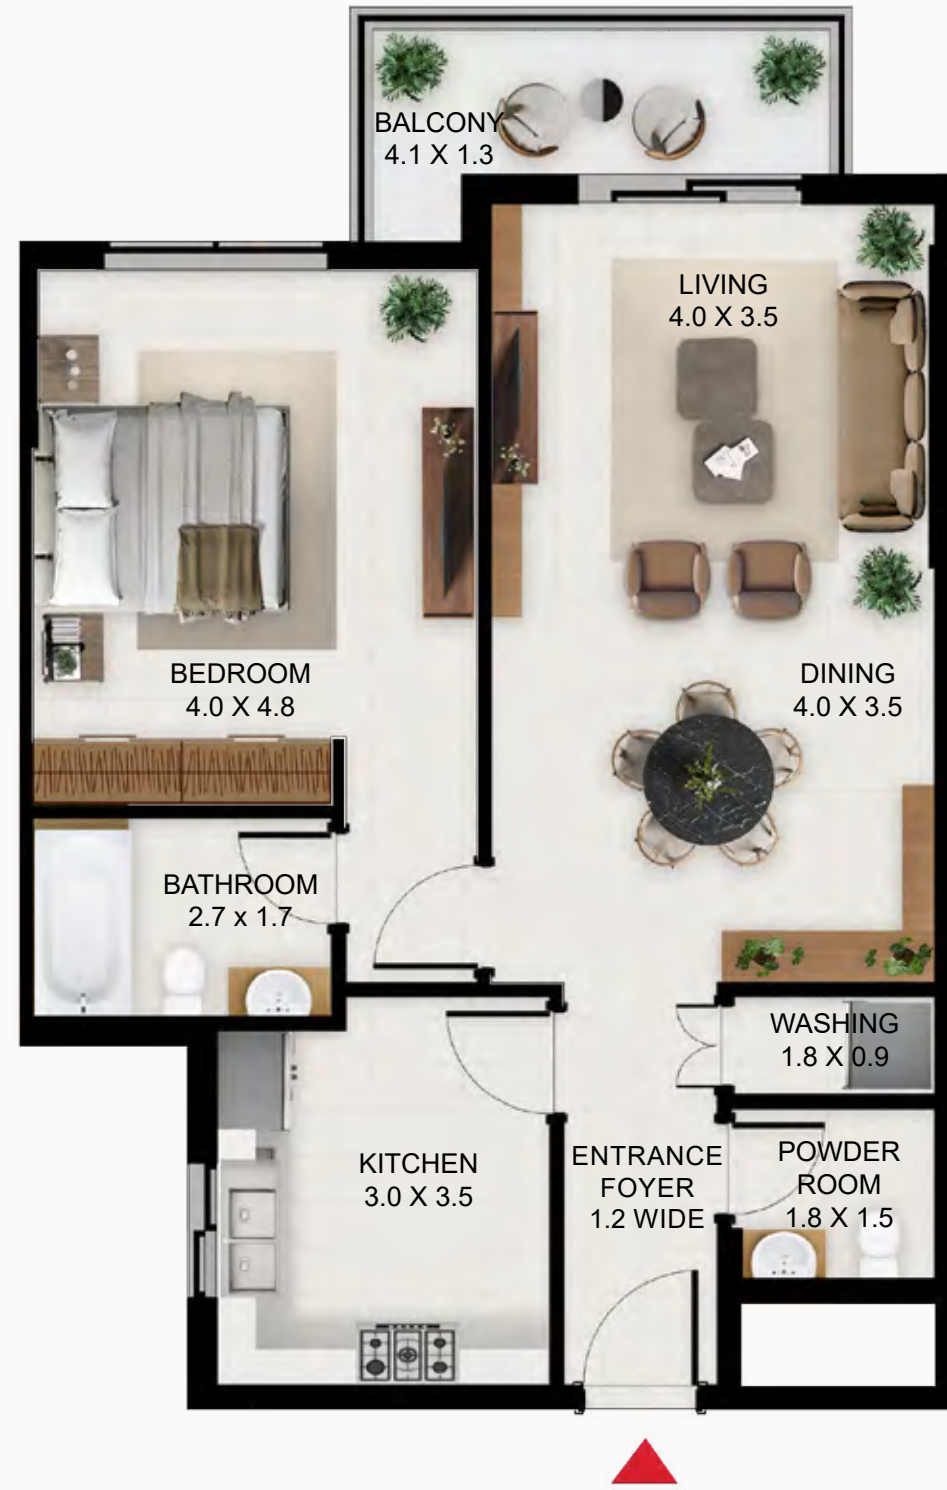 BALCONY
4.1 X 1.3
LIVING
4.0 X 3.5
BEDROOM
4.0 X 4.8
DINING
4.0 X 3.5
BATHROOM
2.7 x 1.7
WASHING
1.8 X 0.9
KITCHEN
3.0 X 3.5
ENTRANCE
FOYER
1.2 WIDE
POWDER
ROOM
1.8 X 1.5